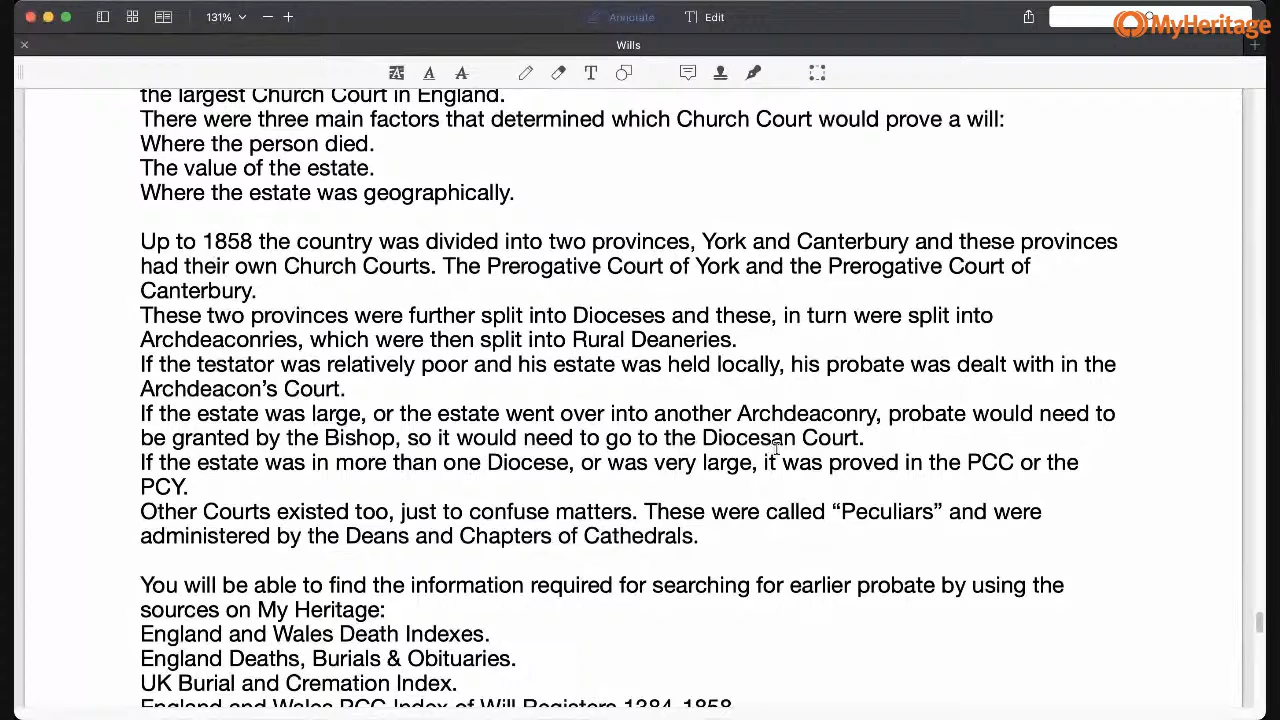 131%
Annotate
Edit
MyHeritage
Wills
the largest Church Court in England.
There were three main factors that determined which Church Court would prove a will:
Where the person died.
The value of the estate.
Where the estate was geographically.
Up to 1858 the country was divided into two provinces, York and Canterbury and these provinces
had their own Church Courts. The Prerogative Court of York and the Prerogative Court of
Canterbury.
These two provinces were further split into Dioceses and these, in turn were split into
Archdeaconries, which were then split into Rural Deaneries.
If the testator was relatively poor and his estate was held locally, his probate was dealt with in the
Archdeacon’s Court.
If the estate was large, or the estate went over into another Archdeaconry, probate would need to
be granted by the Bishop, so it would need to go to the Diocesan Court.
If the estate was in more than one Diocese, or was very large, it was proved in the PCC or the
PCY.
Other Courts existed too, just to confuse matters. These were called “Peculiars” and were
administered by the Deans and Chapters of Cathedrals.
You will be able to find the information required for searching for earlier probate by using the
sources on My Heritage:
England and Wales Death Indexes.
England Deaths, Burials & Obituaries.
UK Burial and Cremation Index.
England and Wales PCC Index of Will Registers 1384-1858